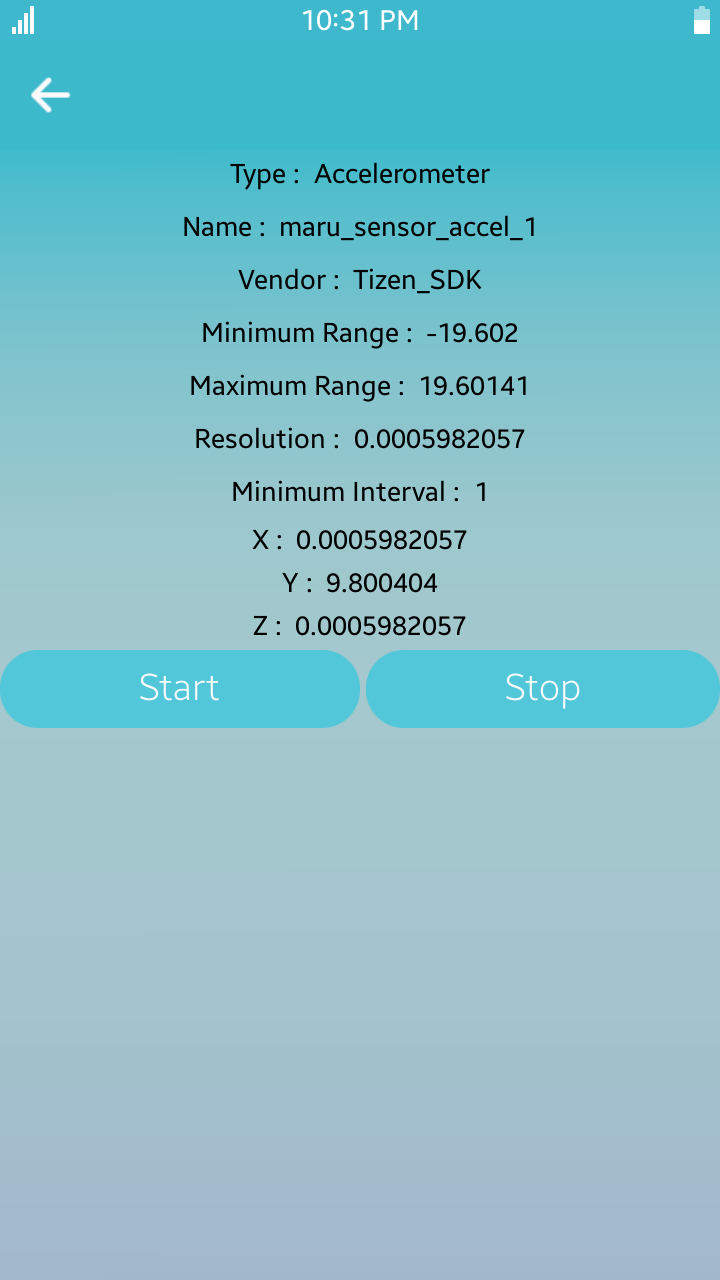 10:31 PM
Type : Accelerometer
Name : maru_sensor_accel_1
Vendor : Tizen_SDK
Minimum Range : -19.602
Maximum Range : 19.60141
Resolution : 0.0005982057
Minimum Interval : 1
X : 0.0005982057
Y : 9.800404
Z : 0.0005982057
Start Stop